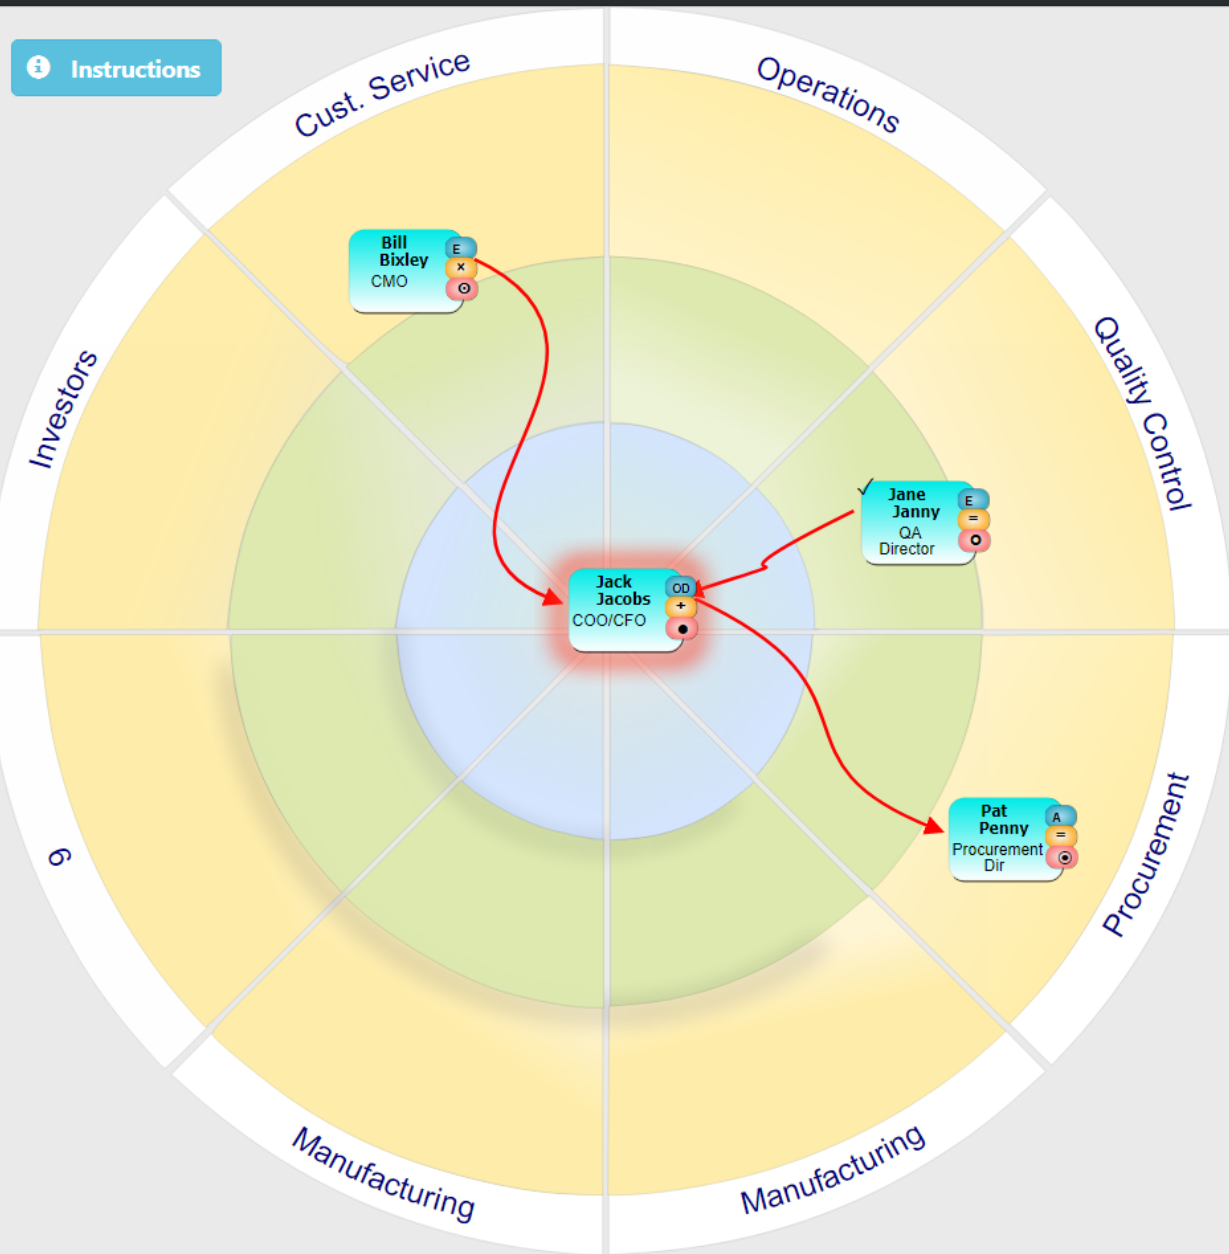 Instructions
Cust. Service
Operations
Investors
Quality Control
Bill
Bixley
CMO
E
×
Jane
Janny
QA
Director
E
=
Jack
Jacobs
COO/CFO
OD
+
Pat
Penny
Procurement
Dir
A
=
Procurement
6
Manufacturing
Manufacturing